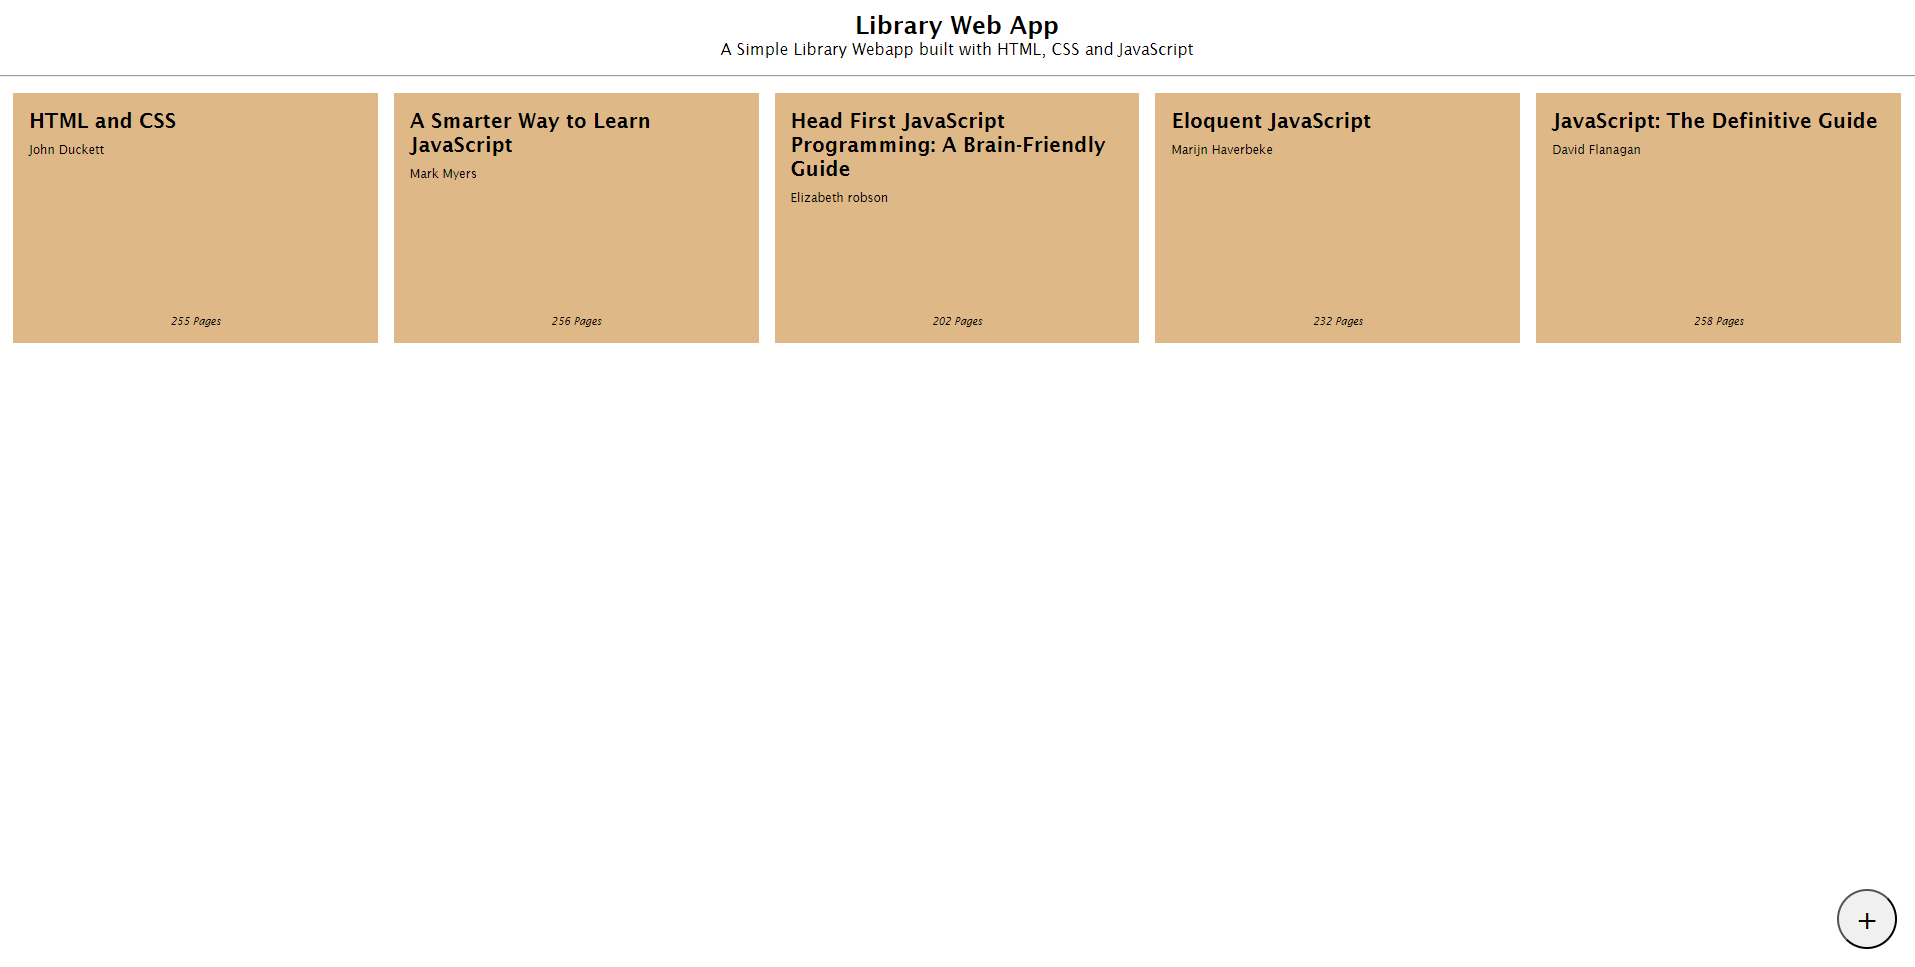 Library Web App
A Simple Library Webapp built with HTML, CSS and JavaScript
HTML and CSS
John Duckett
255 Pages
A Smarter Way to Learn
JavaScript
Mark Myers
256 Pages
Head First JavaScript
Programming: A Brain-Friendly
Guide
Elizabeth robson
202 Pages
Eloquent JavaScript
Marijn Haverbeke
232 Pages
JavaScript: The Definitive Guide
David Flanagan
258 Pages
+